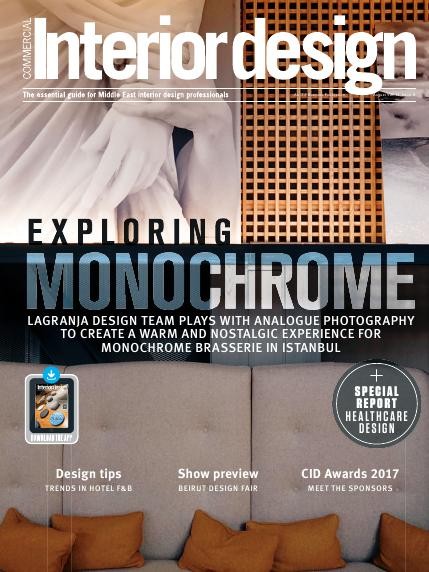 COMMERCIAL
Interior design
The essential guide for Middle East interior design professionals
EXPLORING
MONOCHROME
LAGRANJA DESIGN TEAM PLAYS WITH ANALOGUE PHOTOGRAPHY
TO CREATE A WARM AND NOSTALGIC EXPERIENCE FOR
MONOCHROME BRASSERIE IN ISTANBUL
Interior design
DOWNLOAD THE APP
+
SPECIAL
REPORT
HEALTHCARE
DESIGN
Design tips
TRENDS IN HOTEL F&B
Show preview
BEIRUT DESIGN FAIR
CID Awards 2017
MEET THE SPONSORS